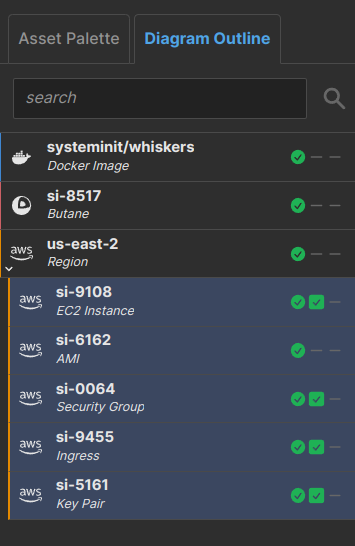 Asset Palette
Diagram Outline
search
systeminit/whiskers
Docker Image
si-8517
Butane
aws
us-east-2
Region
aws
si-9108
EC2 Instance
aws
si-6162
AMI
aws
si-0064
Security Group
aws
si-9455
Ingress
aws
si-5161
Key Pair